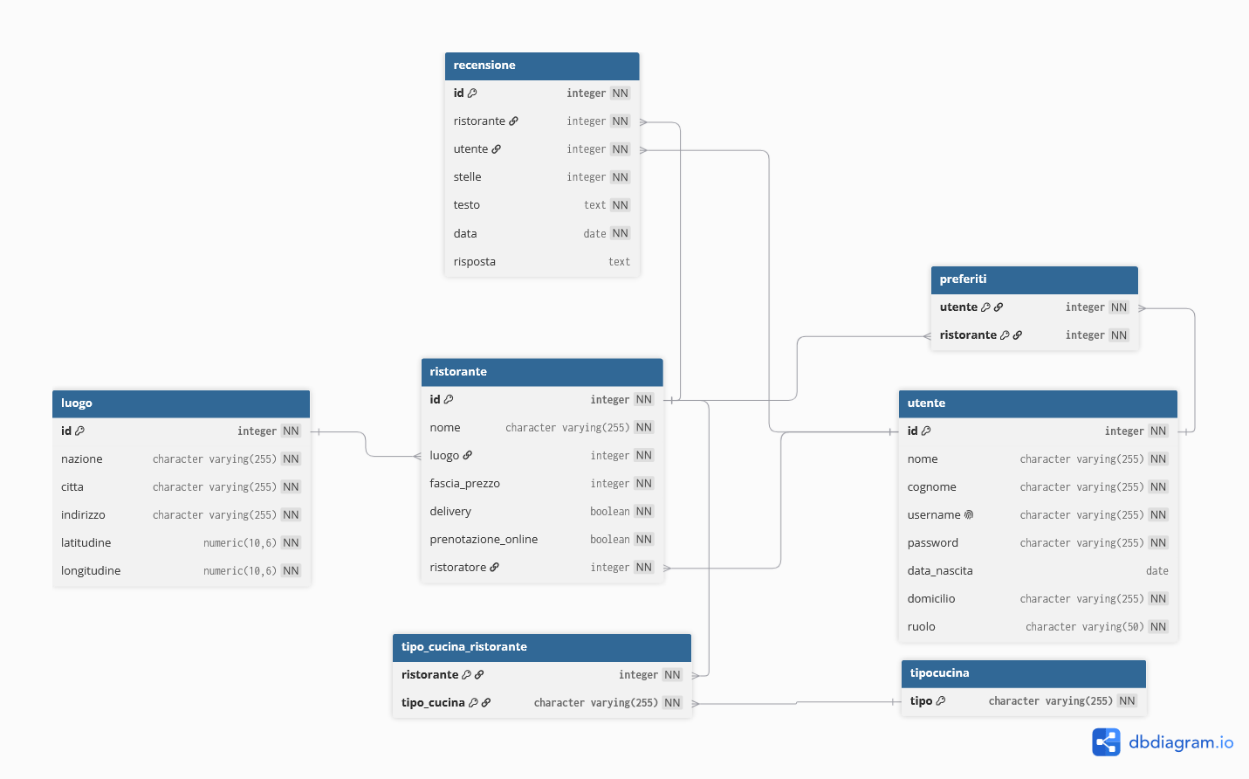 recensione
id integer NN
ristorante integer NN
utente integer NN
stelle integer NN
testo text NN
data date NN
risposta text
preferiti
utente integer NN
ristorante integer NN
ristorante
id integer NN
nome character varying(255) NN
luogo integer NN
fascia_prezzo integer NN
delivery boolean NN
prenotazione_online boolean NN
ristoratore integer NN
luogo
id integer NN
nazione character varying(255) NN
citta character varying(255) NN
indirizzo character varying(255) NN
latitudine numeric(10,6) NN
longitudine numeric(10,6) NN
utente
id integer NN
nome character varying(255) NN
cognome character varying(255) NN
username character varying(255) NN
password character varying(255) NN
data_nascita date
domicilio character varying(255) NN
ruolo character varying(50) NN
tipo_cucina_ristorante
ristorante integer NN
tipo_cucina character varying(255) NN
tipocucina
tipo character varying(255) NN
dbdiagram.io